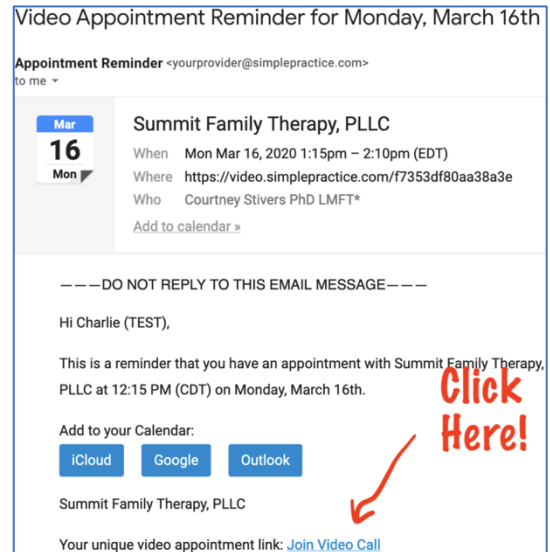 Video Appointment Reminder for Monday, March 16th
Appointment Reminder <yourprovider@simplepractice.com>
to me
Mar
16
Mon
Summit Family Therapy, PLLC
When Mon Mar 16, 2020 1:15pm – 2:10pm (EDT)
Where https://video.simplepractice.com/f7353df80aa38a3e
Who Courtney Stivers PhD LMFT*
Add to calendar »
———DO NOT REPLY TO THIS EMAIL MESSAGE———
Hi Charlie (TEST),
This is a reminder that you have an appointment with Summit Family Therapy,
PLLC at 12:15 PM (CDT) on Monday, March 16th.
Click
Here!
Add to your Calendar:
iCloud Google Outlook
Summit Family Therapy, PLLC
Your unique video appointment link: Join Video Call